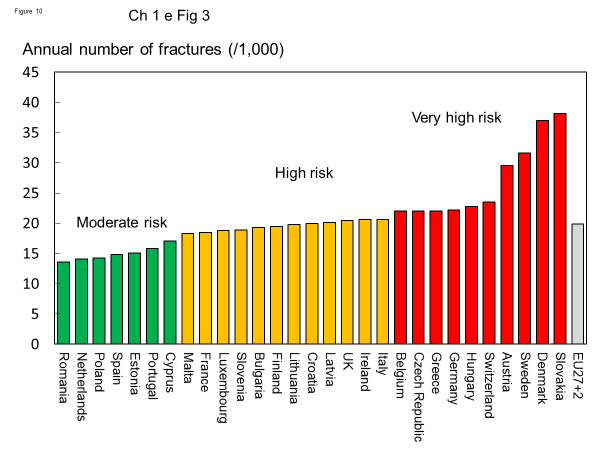 Figure 10
Ch 1 e Fig 3
Annual number of fractures (/1,000)
45
40
35
30
25
20
15
10
5
0
Very high risk
High risk
Moderate risk
Romania
Netherlands
Poland
Spain
Estonia
Portugal
Cyprus
Malta
France
Luxembourg
Slovenia
Bulgaria
Finland
Lithuania
Croatia
Latvia
UK
Ireland
Italy
Belgium
Czech Republic
Greece
Germany
Hungary
Switzerland
Austria
Sweden
Denmark
Slovakia
EU27+2